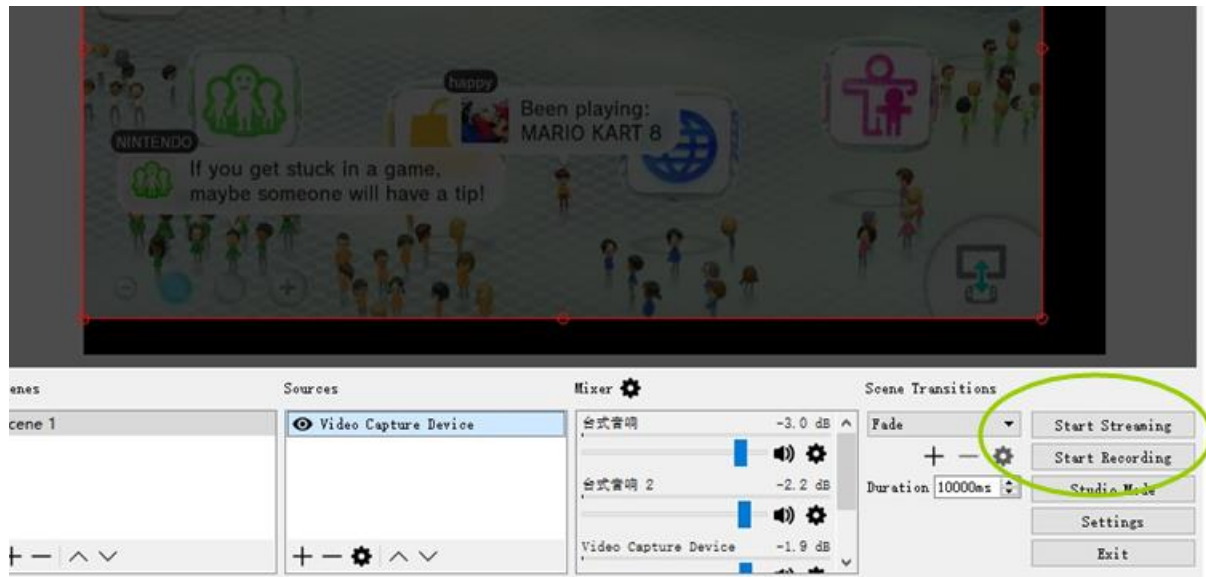 happy
Been playing:
MARIO KART 8
NINTENDO
If you get stuck in a game,
maybe someone will have a tip!
enes
Sources
Mixer
Scene Transitions
cene 1
Video Capture Device
台式音响
-3.0 dB
Fade
Start Streaming
Start Recording
台式音响 2
-2.2 dB
Duration 10000ms
Studio Mode
Settings
Video Capture Device
-1.9 dB
Exit